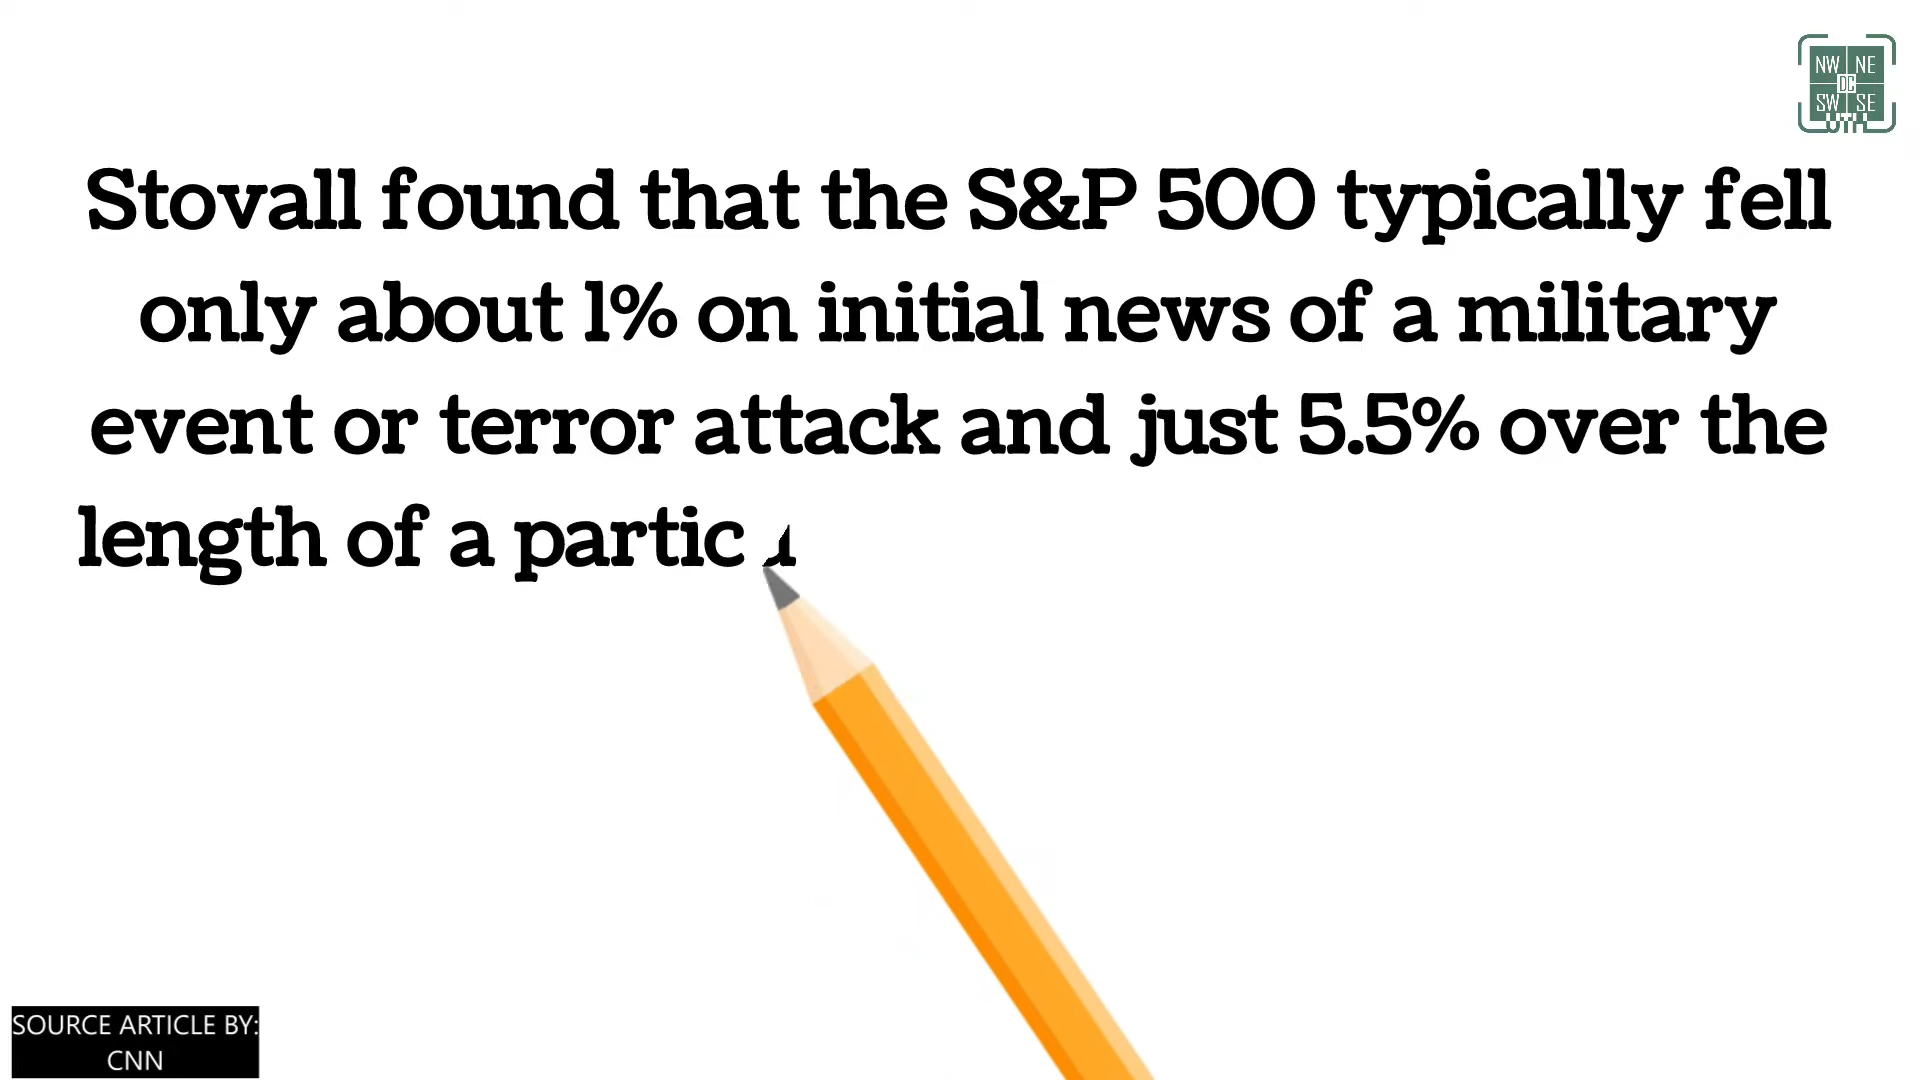 NW NE
DC
SW SE
Stovall found that the S&P 500 typically fell
only about 1% on initial news of a military
event or terror attack and just 5.5% over the
length of a partic
SOURCE ARTICLE BY:
CNN